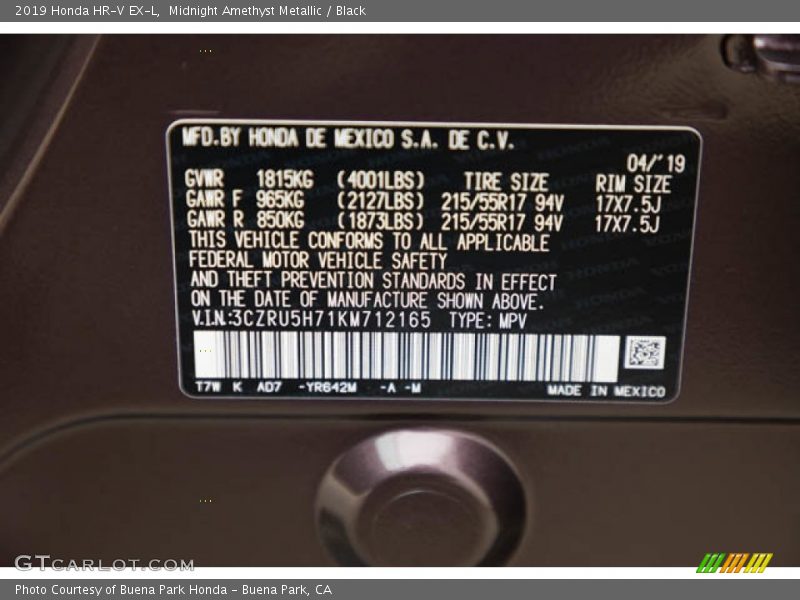 2019 Honda HR-V EX-L,  Midnight Amethyst Metallic / Black
MFD.BY HONDA DE MEXICO S.A. DE C.V.
04/'19
GVWR 1815KG (4001LBS) TIRE SIZE RIM SIZE
GAWR F 965KG (2127LBS) 215/55R17 94V 17X7.5J
GAWR R 850KG (1873LBS) 215/55R17 94V 17X7.5J
THIS VEHICLE CONFORMS TO ALL APPLICABLE
FEDERAL MOTOR VEHICLE SAFETY
AND THEFT PREVENTION STANDARDS IN EFFECT
ON THE DATE OF MANUFACTURE SHOWN ABOVE.
V.I.N:3CZRU5H71KM712165 TYPE: MPV
T7W K AD7 -YR642M -A -M MADE IN MEXICO
GTCARLOT.COM
Photo Courtesy of Buena Park Honda - Buena Park, CA